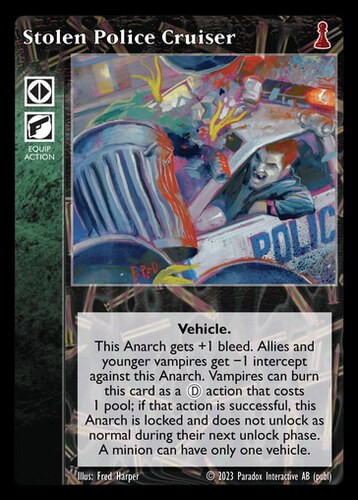 Stolen Police Cruiser
EQUIP
ACTION
POLIC
FRED
Vehicle.
This Anarch gets +1 bleed. Allies and
younger vampires get −1 intercept
against this Anarch. Vampires can burn
this card as a Ⓓ action that costs
1 pool; if that action is successful, this
Anarch is locked and does not unlock as
normal during their next unlock phase.
A minion can have only one vehicle.
Illus: Fred Harper © 2023 Paradox Interactive AB (publ)